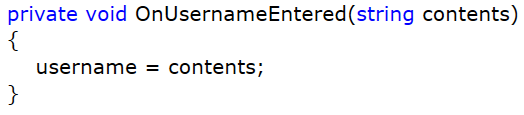 private void OnUsernameEntered(string contents)
{
    username = contents;
}